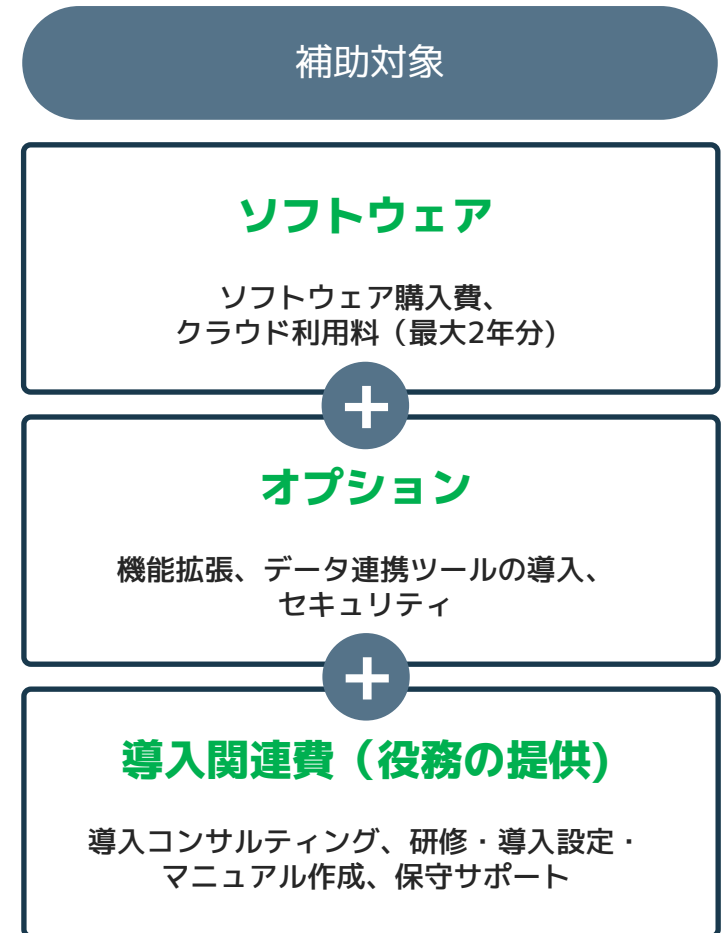 補助対象
ソフトウェア
ソフトウェア購入費、
クラウド利用料（最大2年分)
+
オプション
機能拡張、データ連携ツールの導入、
セキュリティ
+
導入関連費（役務の提供)
導入コンサルティング、研修・導入設定・
マニュアル作成、保守サポート